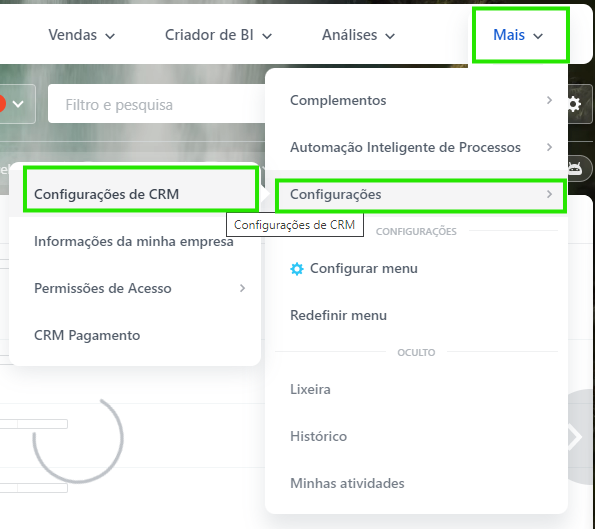 Vendas
Criador de BI
Análises
Mais
Filtro e pesquisa
Complementos
Automação Inteligente de Processos
Configurações
CONFIGURAÇÕES
Configurar menu
Redefinir menu
OCULTO
Lixeira
Histórico
Minhas atividades
Configurações de CRM
Configurações de CRM
Informações da minha empresa
Permissões de Acesso
CRM Pagamento